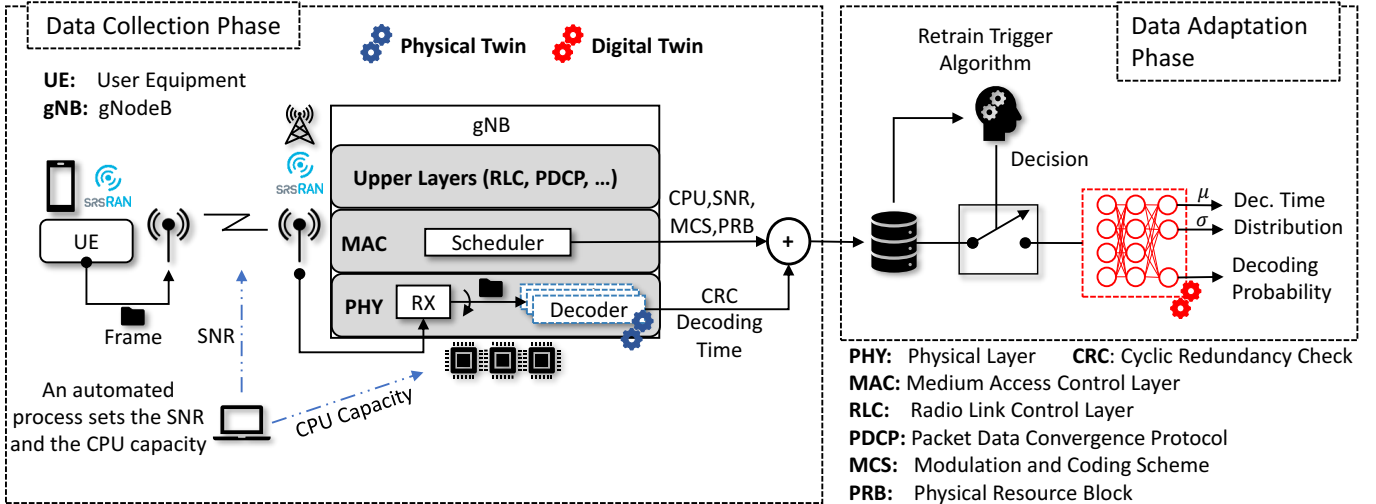 Data Collection Phase
Physical Twin
Digital Twin
UE: User Equipment
gNB: gNodeB
srsRAN
UE
Frame
SNR
An automated
process sets the SNR
and the CPU capacity
CPU Capacity
srsRAN
gNB
Upper Layers (RLC, PDCP, ...)
MAC
Scheduler
PHY
RX
Decoder
CPU,SNR,
MCS,PRB
+
CRC
Decoding
Time
Data Adaptation
Phase
Retrain Trigger
Algorithm
Decision
μ
σ
Dec. Time
Distribution
Decoding
Probability
PHY: Physical Layer CRC: Cyclic Redundancy Check
MAC: Medium Access Control Layer
RLC: Radio Link Control Layer
PDCP: Packet Data Convergence Protocol
MCS: Modulation and Coding Scheme
PRB: Physical Resource Block